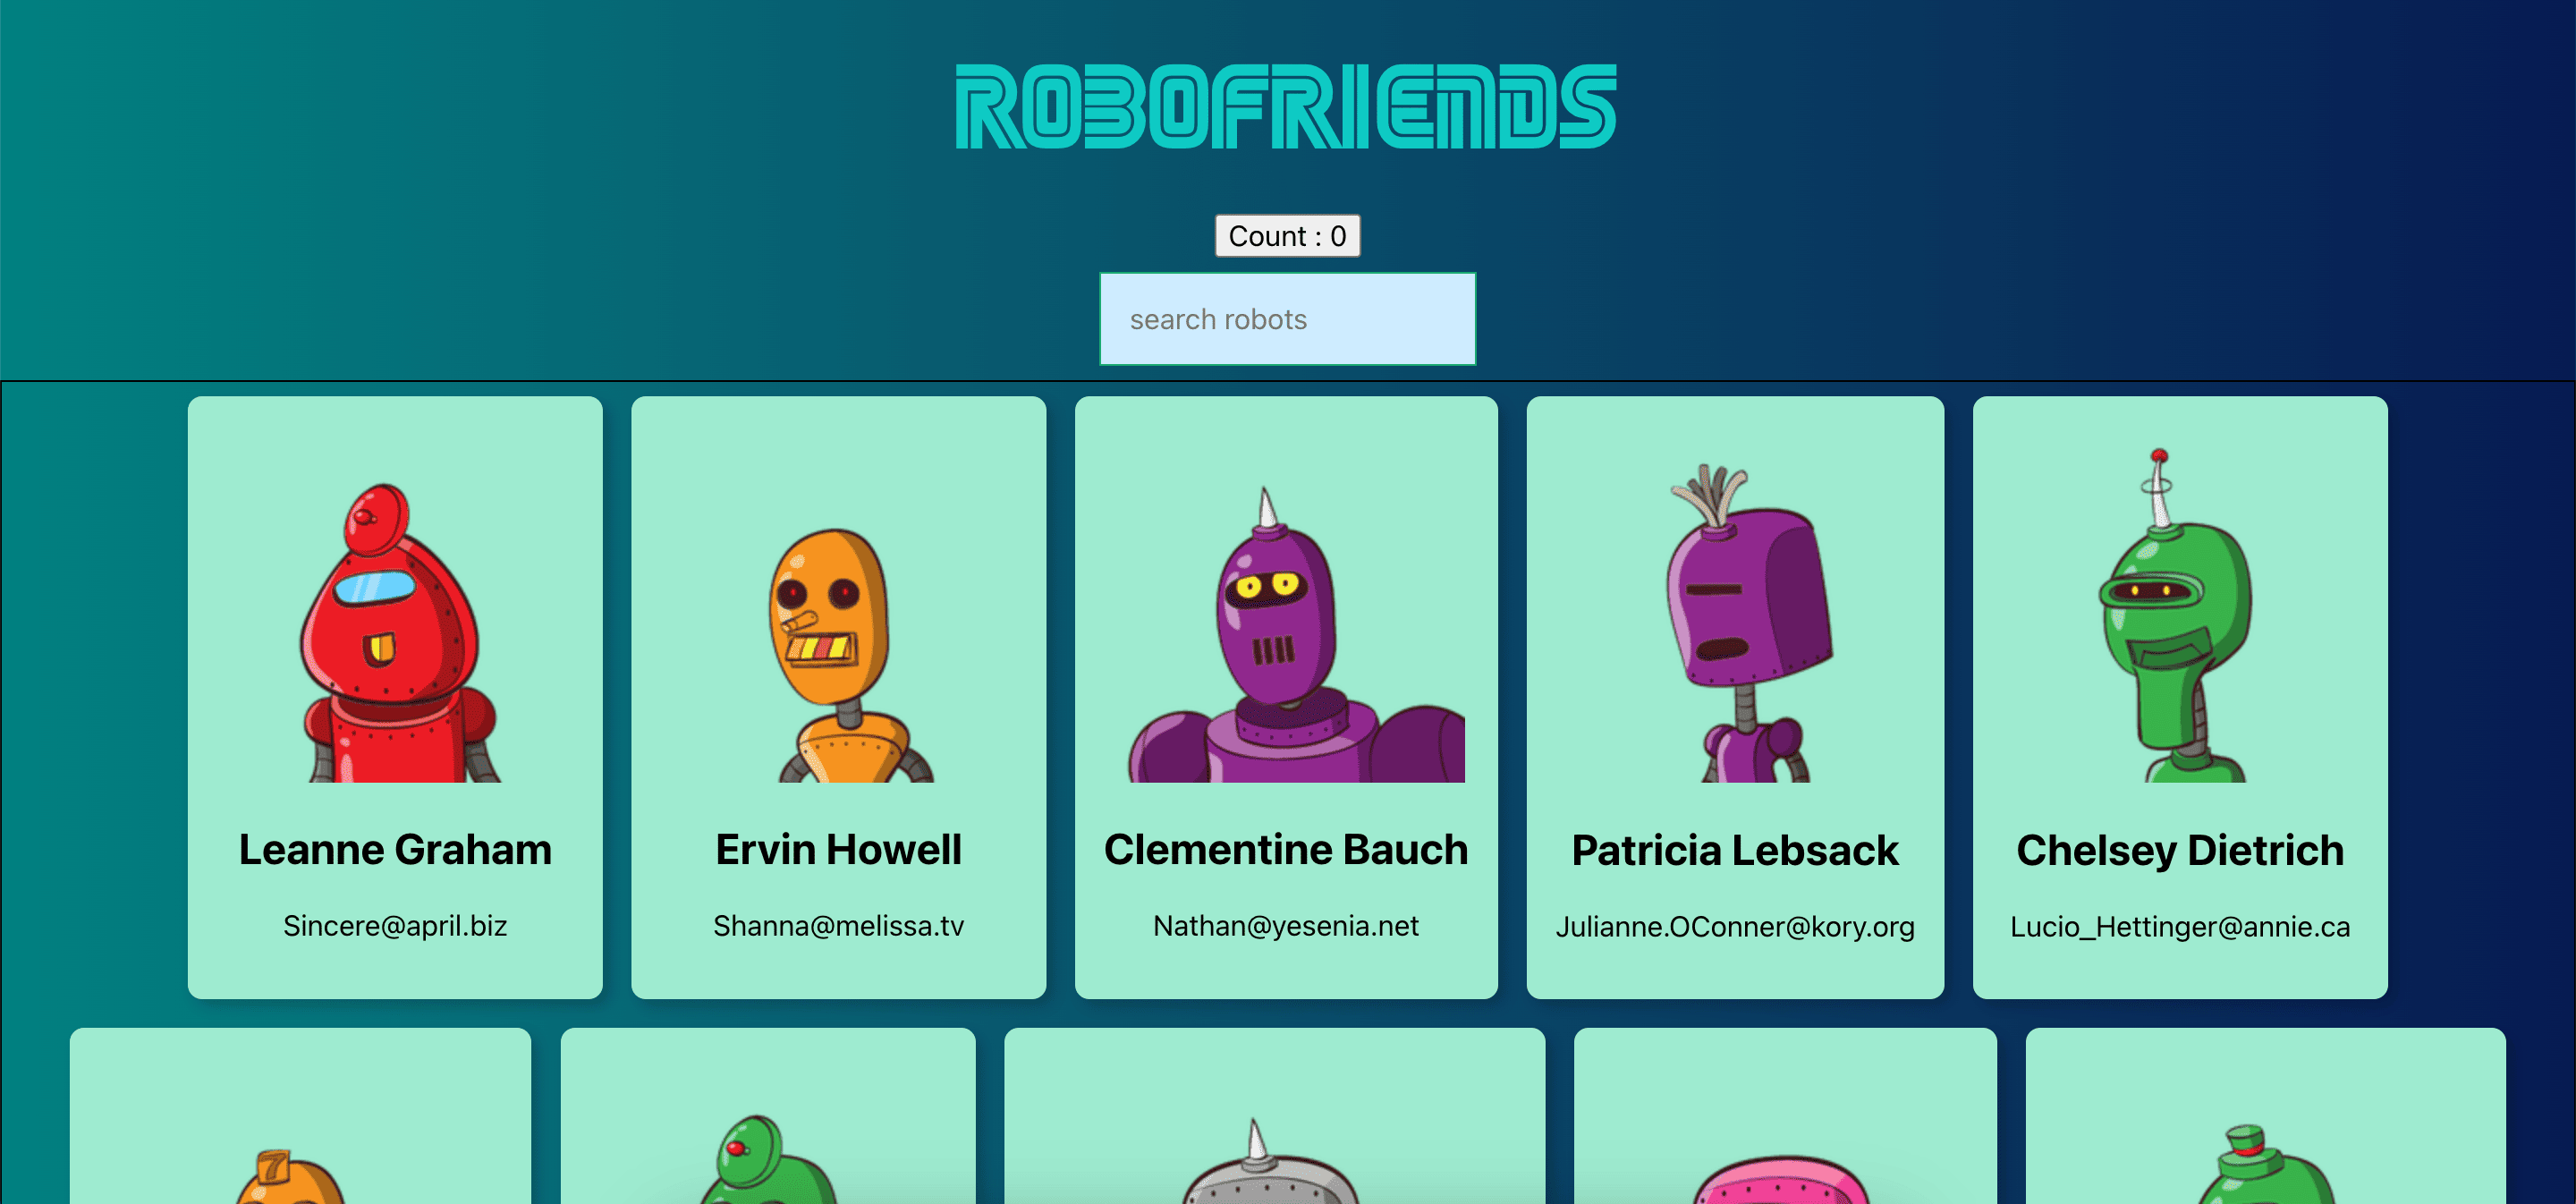 ROBOFRIENDS
Count : 0
search robots
Leanne Graham
Sincere@april.biz
Ervin Howell
Shanna@melissa.tv
Clementine Bauch
Nathan@yesenia.net
Patricia Lebsack
Julianne.OConner@kory.org
Chelsey Dietrich
Lucio_Hettinger@annie.ca
7